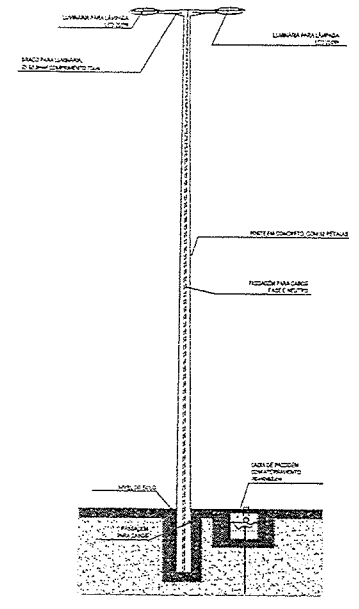 LUMINÁRIA PARA LÂMPADA
LUMINÁRIA PARA LÂMPADA
BRAÇO PARA LUMINÁRIA,
COMPRIMENTO
POSTE EM CONCRETO, COM 02 PÉTALAS
PASSAGEM PARA CABOS
FASE E NEUTRO
CAIXA DE PASSAGEM
COM ATERRAMENTO
NÍVEL DO SOLO
PASSAGEM
PARA CABOS